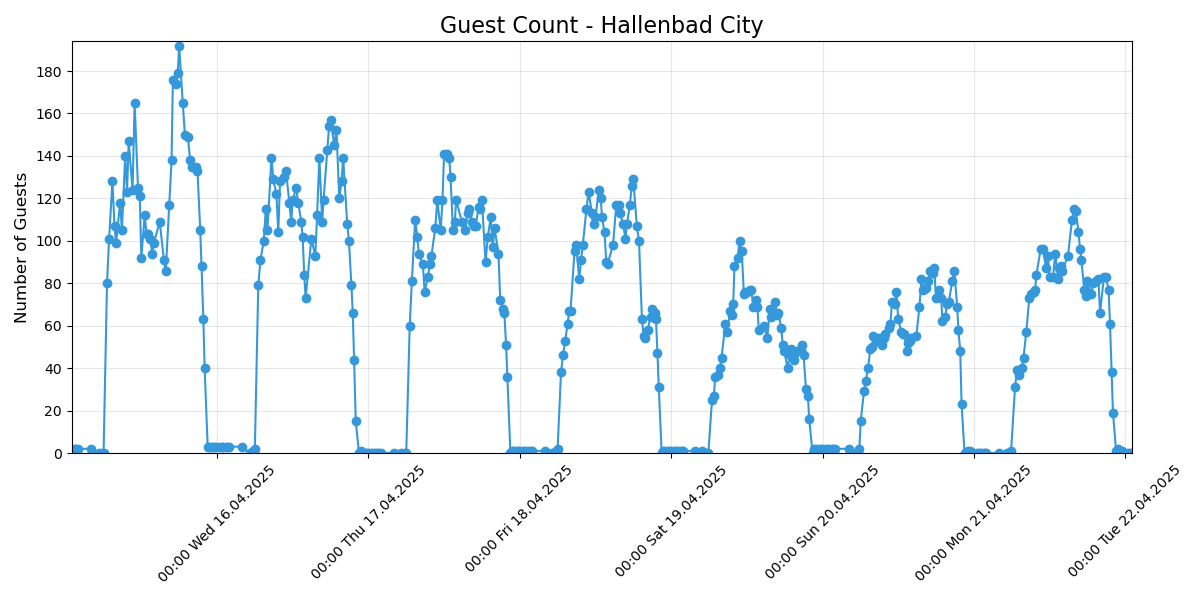 Guest Count - Hallenbad City
Number of Guests
180
160
140
120
100
80
60
40
20
0
00:00 Wed 16.04.2025
00:00 Thu 17.04.2025
00:00 Fri 18.04.2025
00:00 Sat 19.04.2025
00:00 Sun 20.04.2025
00:00 Mon 21.04.2025
00:00 Tue 22.04.2025